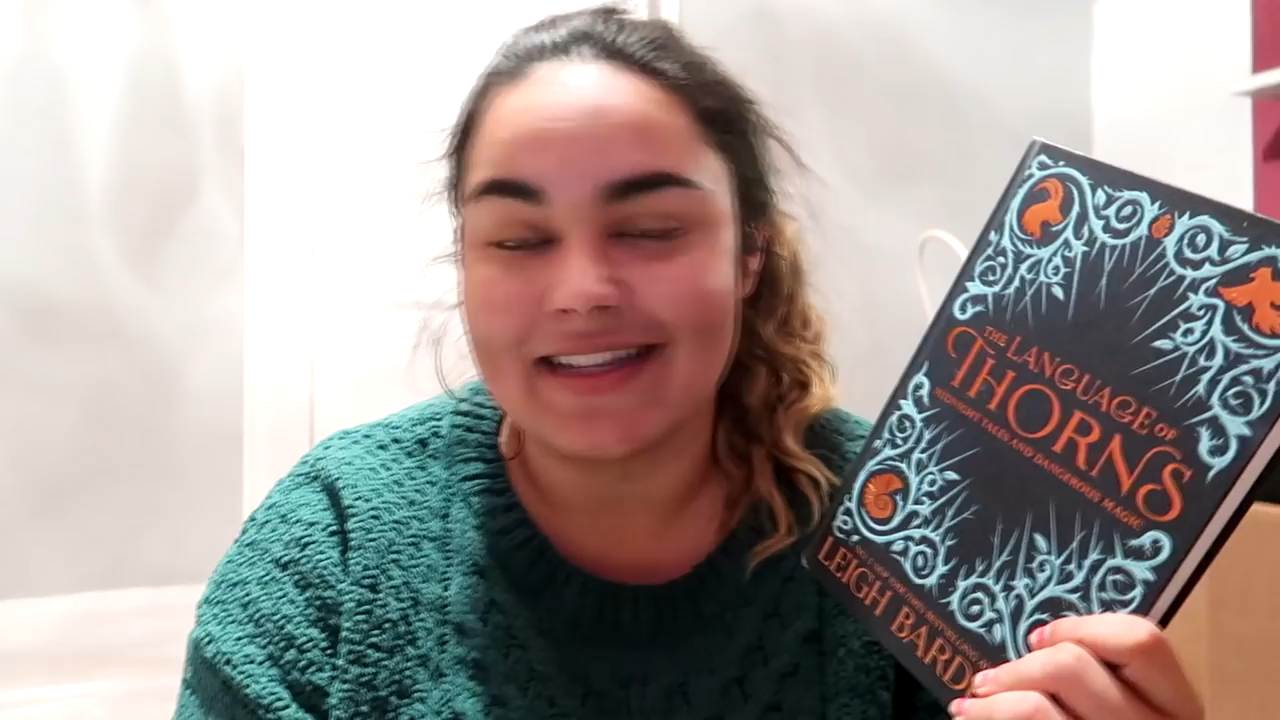 THE LANGUAGE OF
THORNS
MIDNIGHT TALES AND DANGEROUS MAGIC
LEIGH BARD